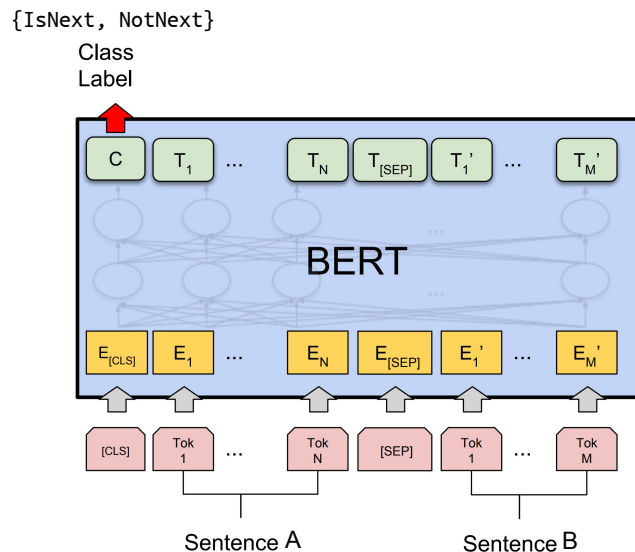 {IsNext, NotNext}
Class
Label
C T1 ... TN T[SEP] T1' ... TM'
...
BERT
...
E[CLS] E1 ... EN E[SEP] E1' ... EM'
[CLS] Tok 1 ... Tok N [SEP] Tok 1 ... Tok M
Sentence A Sentence B